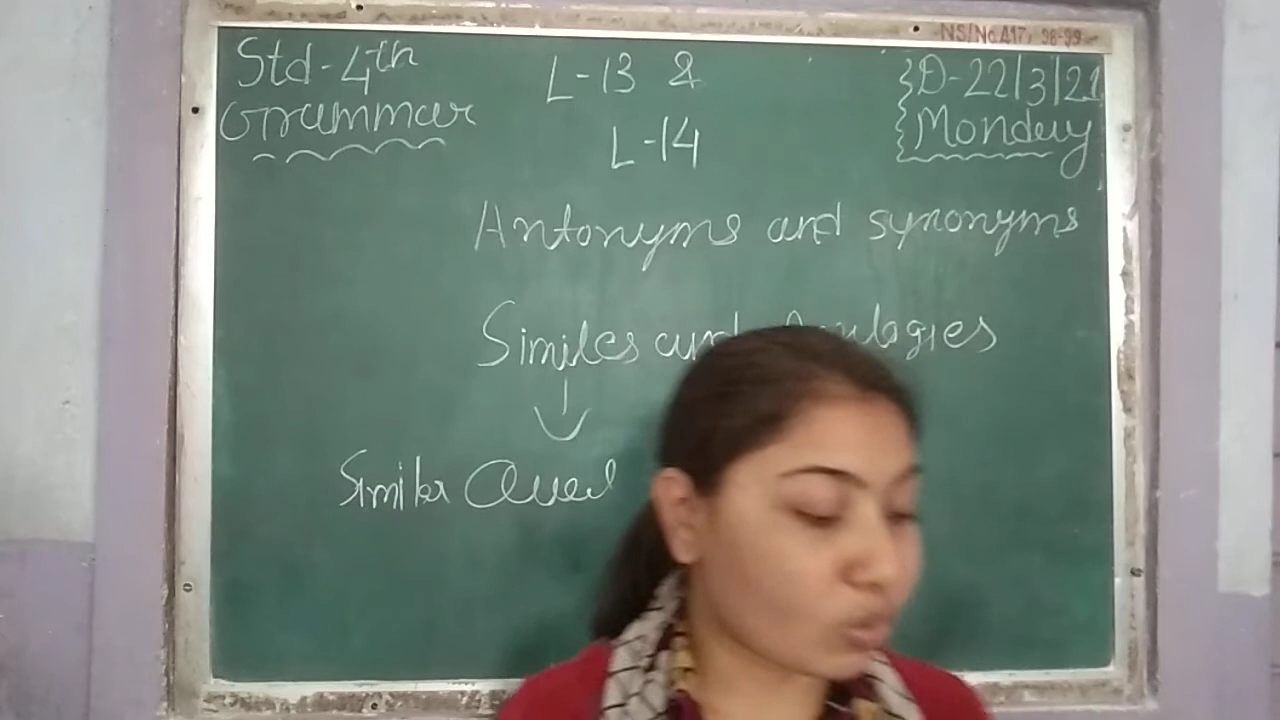 NS/No A17, 98-99
Std-4th
Grammar
L-13 &
L-14
D-22/3/21
Monday
Antonyms and synonyms
Similes and
Similar